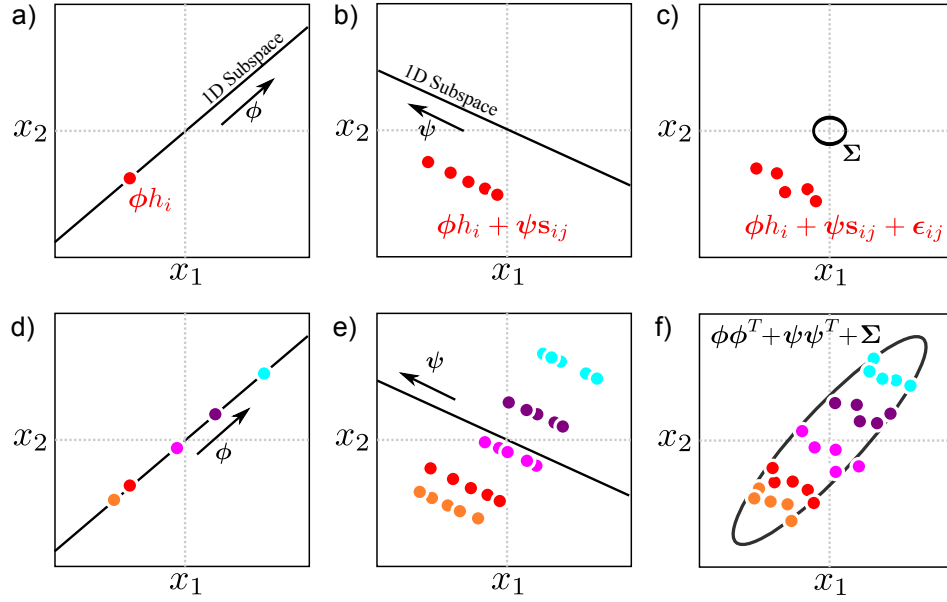 a)
1D Subspace
ϕ
x₂
ϕhᵢ
x₁
b)
1D Subspace
ψ
ϕhᵢ + ψsᵢⱼ
x₁
c)
x₂
Σ
ϕhᵢ + ψsᵢⱼ + ϵᵢⱼ
x₁
d)
x₂
ϕ
x₁
e)
ψ
x₂
x₁
f)
ϕϕᵀ+ψψᵀ+Σ
x₂
x₁